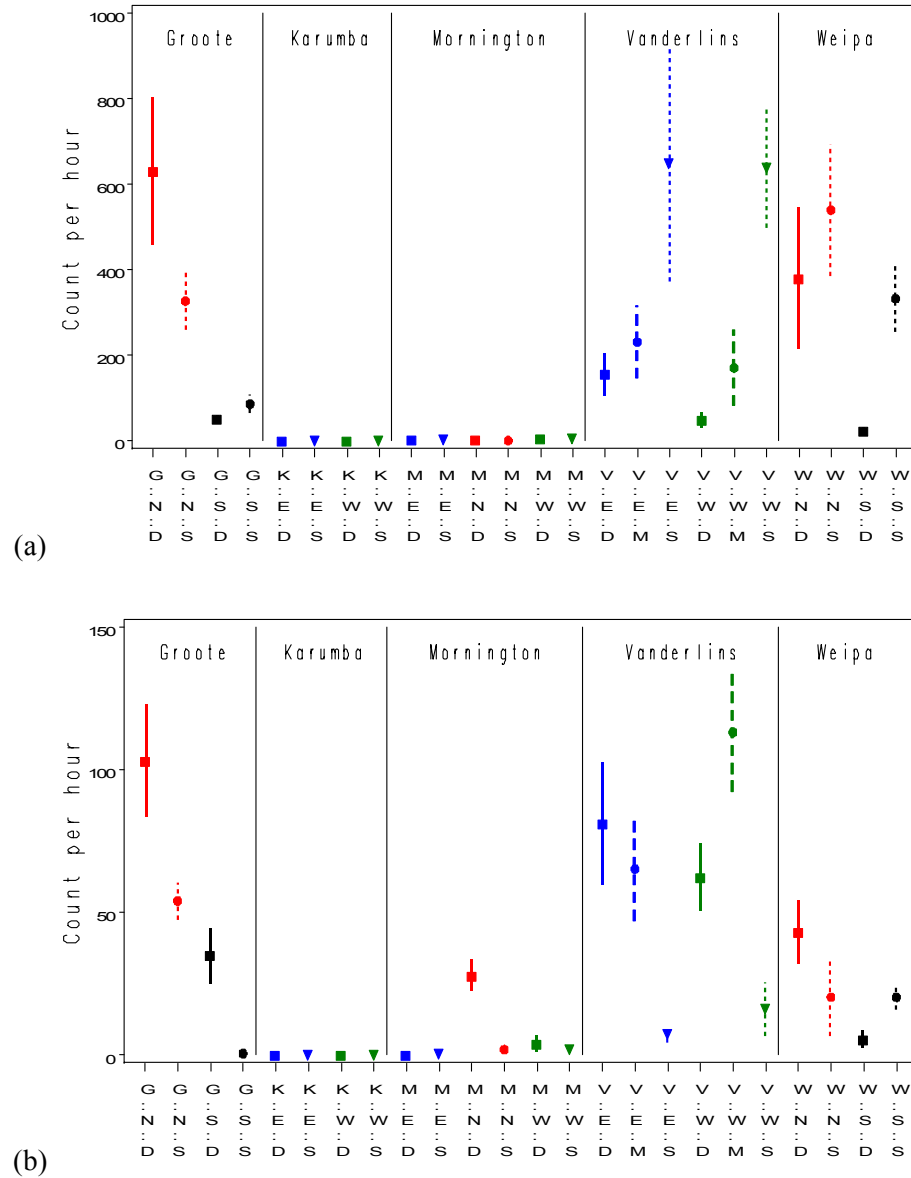 1000
Groote Karumba Mornington Vanderlins Weipa
800
600
400
200
0
Count per hour
G:N:D G:N:S G:S:D G:S:S K:E:D K:E:S K:W:D K:W:S M:E:D M:E:S M:N:D M:N:S M:W:D M:W:S V:E:D V:E:M V:E:S V:W:D V:W:M V:W:S W:N:D W:N:S W:S:D W:S:S
(a)
150
Groote Karumba Mornington Vanderlins Weipa
100
50
0
Count per hour
G:N:D G:N:S G:S:D G:S:S K:E:D K:E:S K:W:D K:W:S M:E:D M:E:S M:N:D M:N:S M:W:D M:W:S V:E:D V:E:M V:E:S V:W:D V:W:M V:W:S W:N:D W:N:S W:S:D W:S:S
(b)